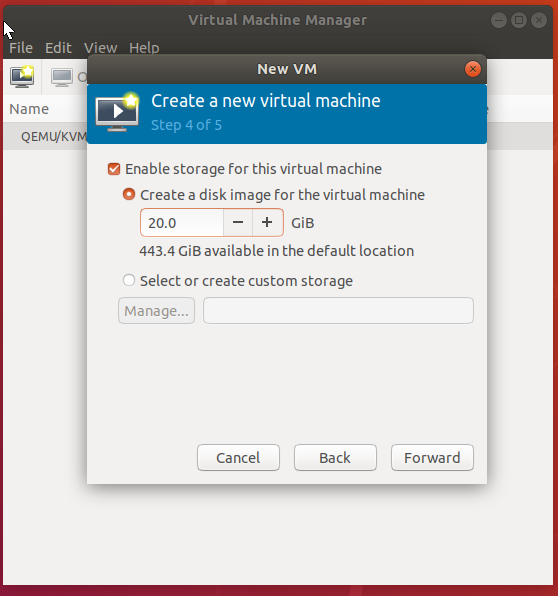 Virtual Machine Manager
File Edit View Help
New VM
Create a new virtual machine
Step 4 of 5
Name
QEMU/KVM
Enable storage for this virtual machine
Create a disk image for the virtual machine
20.0 − + GiB
443.4 GiB available in the default location
Select or create custom storage
Manage...
Cancel Back Forward